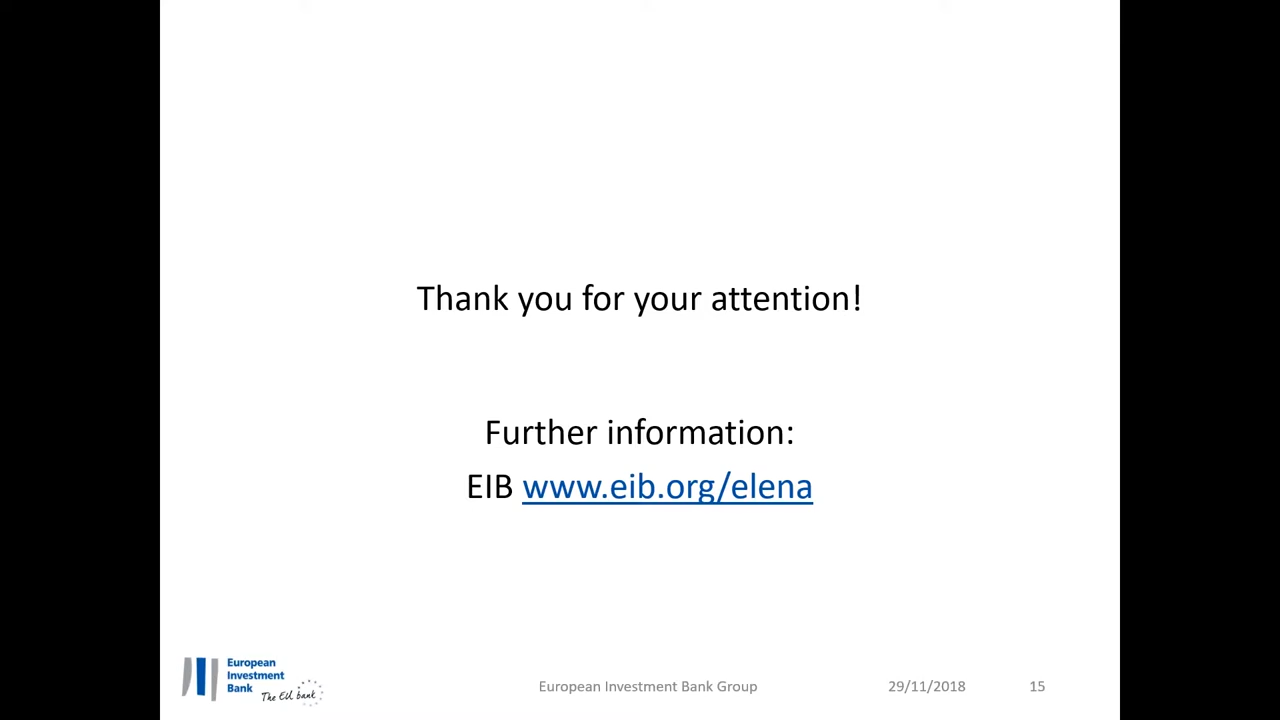 Thank you for your attention!
Further information:
EIB www.eib.org/elena
European
Investment
Bank The EU bank
European Investment Bank Group 29/11/2018 15